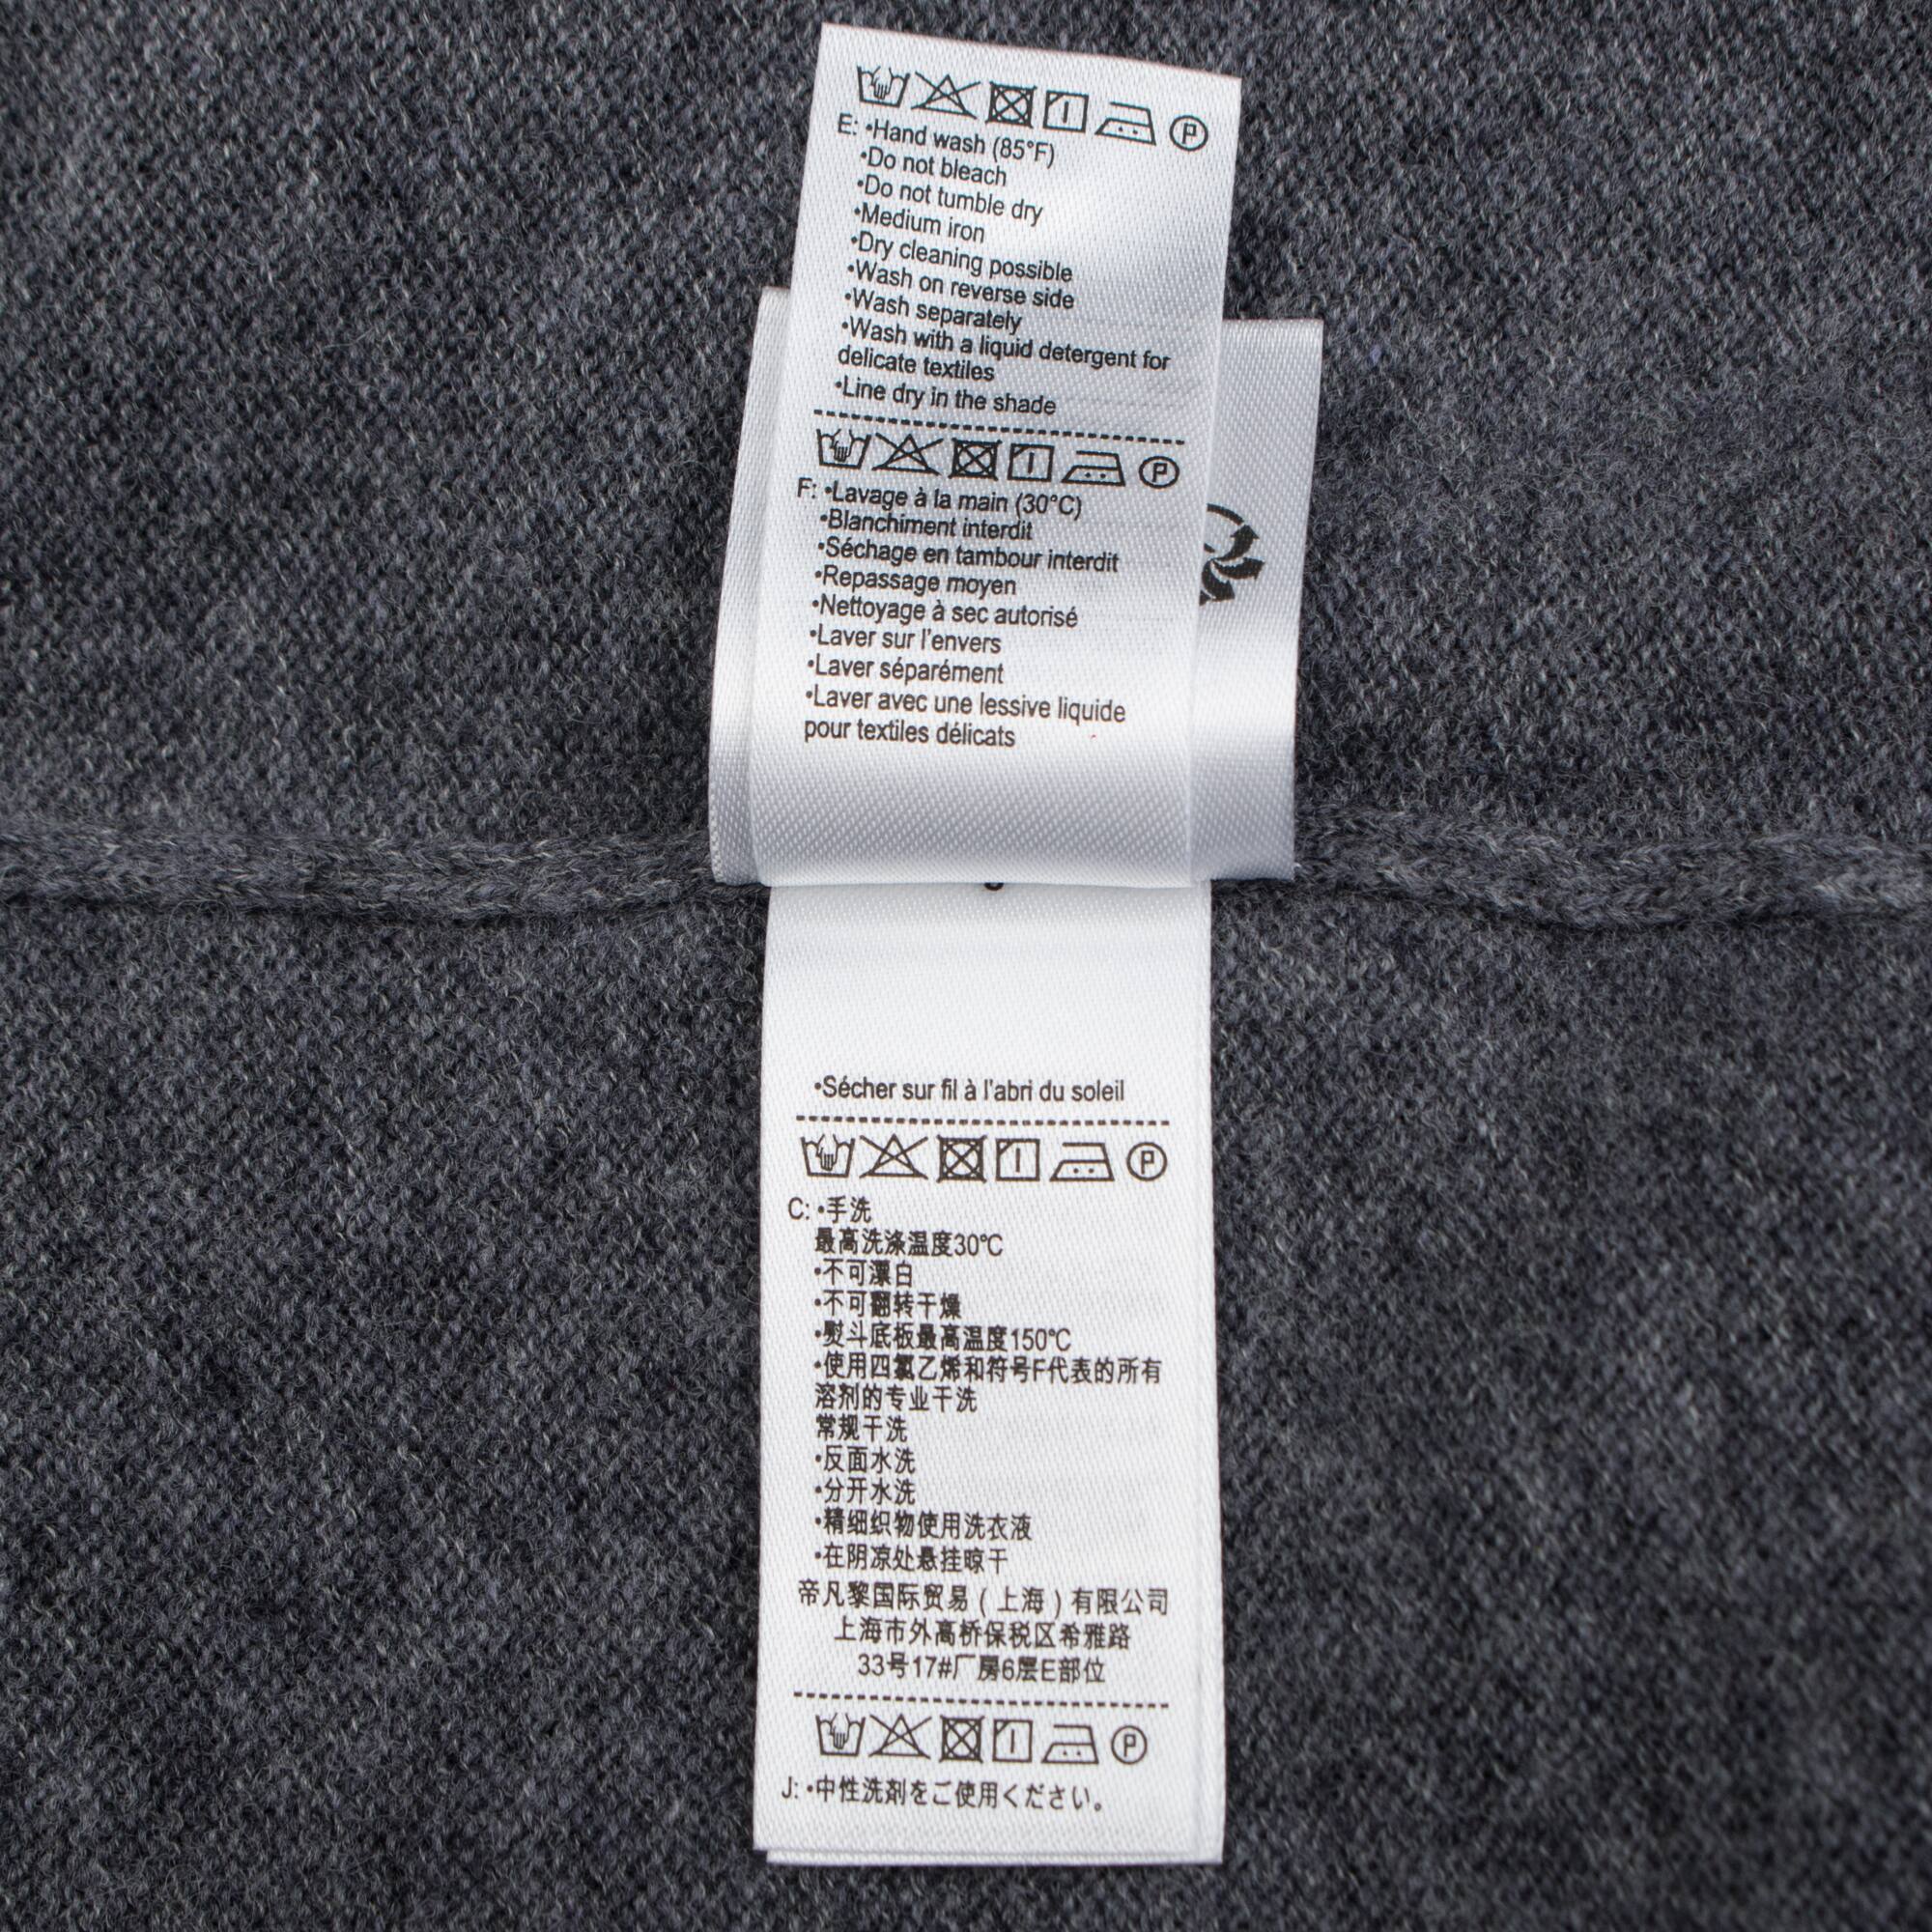 E: •Hand wash (85°F)
•Do not bleach
•Do not tumble dry
•Medium iron
•Dry cleaning possible
•Wash on reverse side
•Wash separately
•Wash with a liquid detergent for
delicate textiles
•Line dry in the shade
F: •Lavage à la main (30°C)
•Blanchiment interdit
•Séchage en tambour interdit
•Repassage moyen
•Nettoyage à sec autorisé
•Laver sur l'envers
•Laver séparément
•Laver avec une lessive liquide
pour textiles délicats
•Sécher sur fil à l'abri du soleil
C: •手洗
最高洗涤温度30℃
•不可漂白
•不可翻转干燥
•熨斗底板最高温度150℃
•使用四氯乙烯和符号F代表的所有
溶剂的专业干洗
常规干洗
•反面水洗
•分开水洗
•精细织物使用洗衣液
•在阴凉处悬挂晾干
帝凡黎国际贸易(上海)有限公司
上海市外高桥保税区希雅路
33号17#厂房6层E部位
J: •中性洗剤をご使用ください。